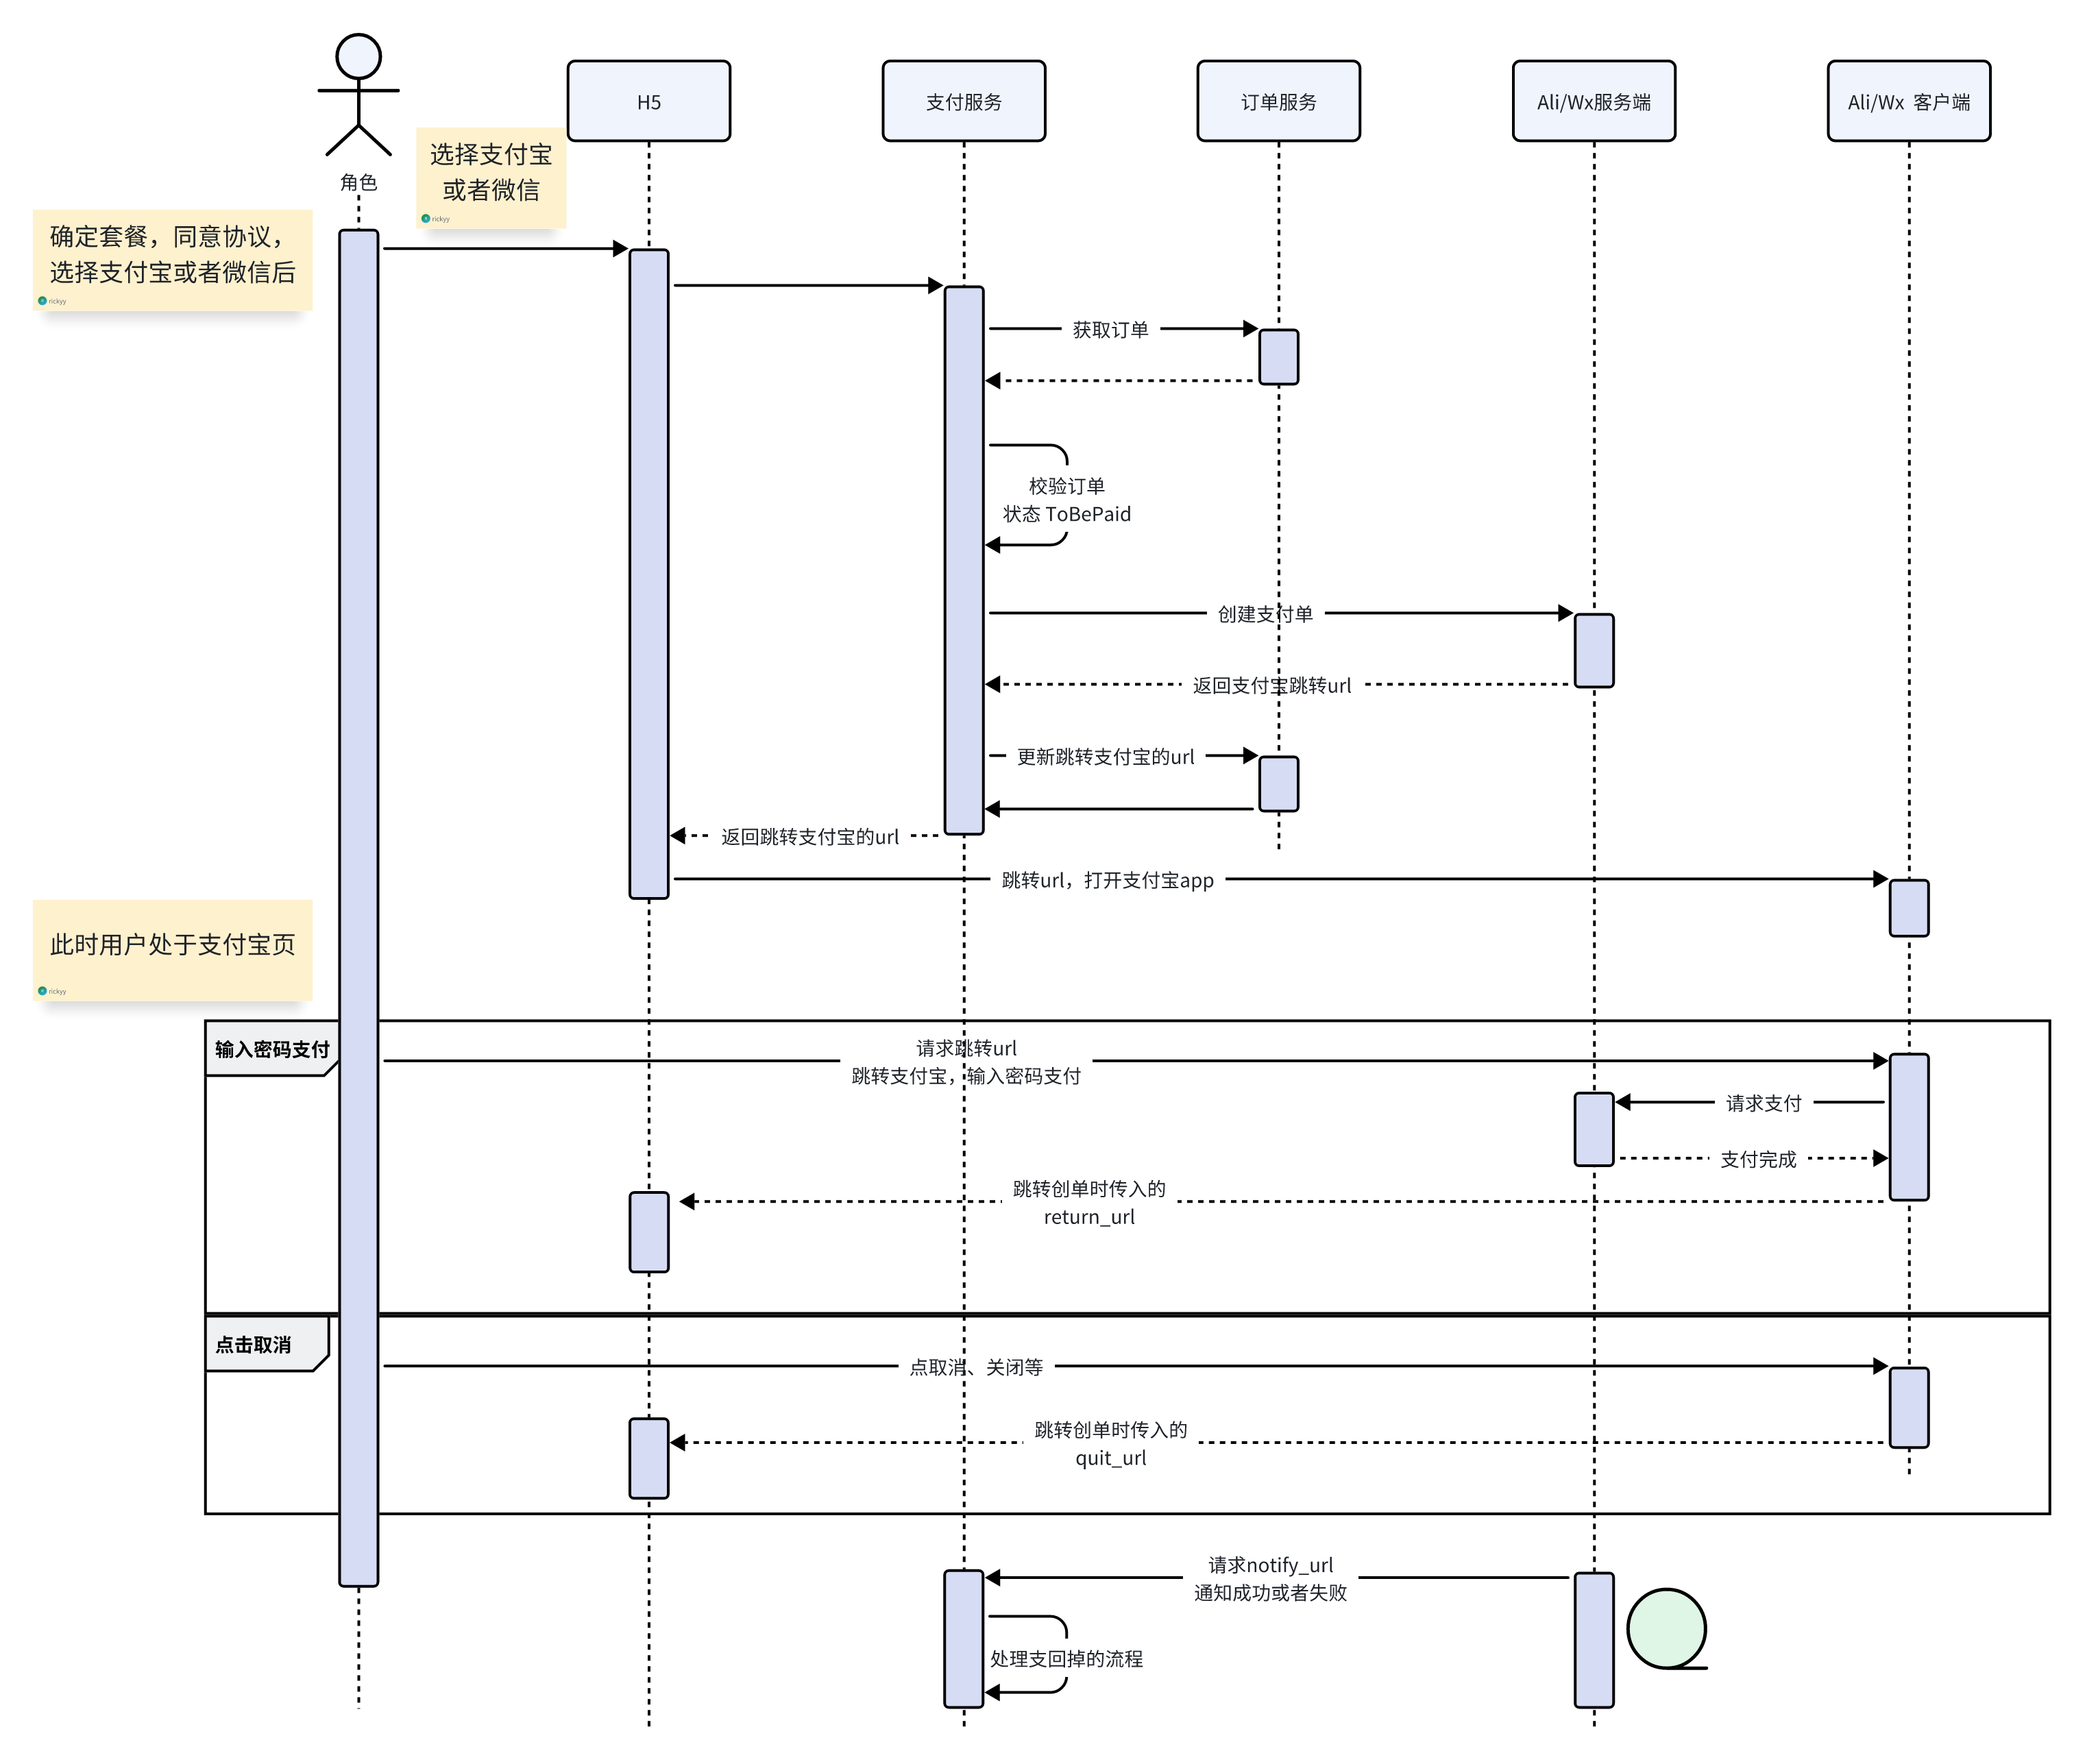 H5
支付服务
订单服务
Ali/Wx服务端
Ali/Wx 客户端
角色
选择支付宝
或者微信
rickyy
确定套餐，同意协议，
选择支付宝或者微信后
rickyy
获取订单
校验订单
状态 ToBePaid
创建支付单
返回支付宝跳转url
更新跳转支付宝的url
返回跳转支付宝的url
跳转url，打开支付宝app
此时用户处于支付宝页
rickyy
输入密码支付
请求跳转url
跳转支付宝，输入密码支付
请求支付
支付完成
跳转创单时传入的
return_url
点击取消
点取消、关闭等
跳转创单时传入的
quit_url
请求notify_url
通知成功或者失败
处理支回掉的流程